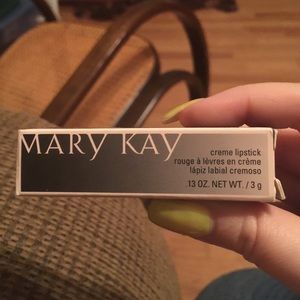 MARY KAY
creme lipstick
rouge à lèvres en crème
lápiz labial cremoso
.13 OZ. NET WT. / 3 g